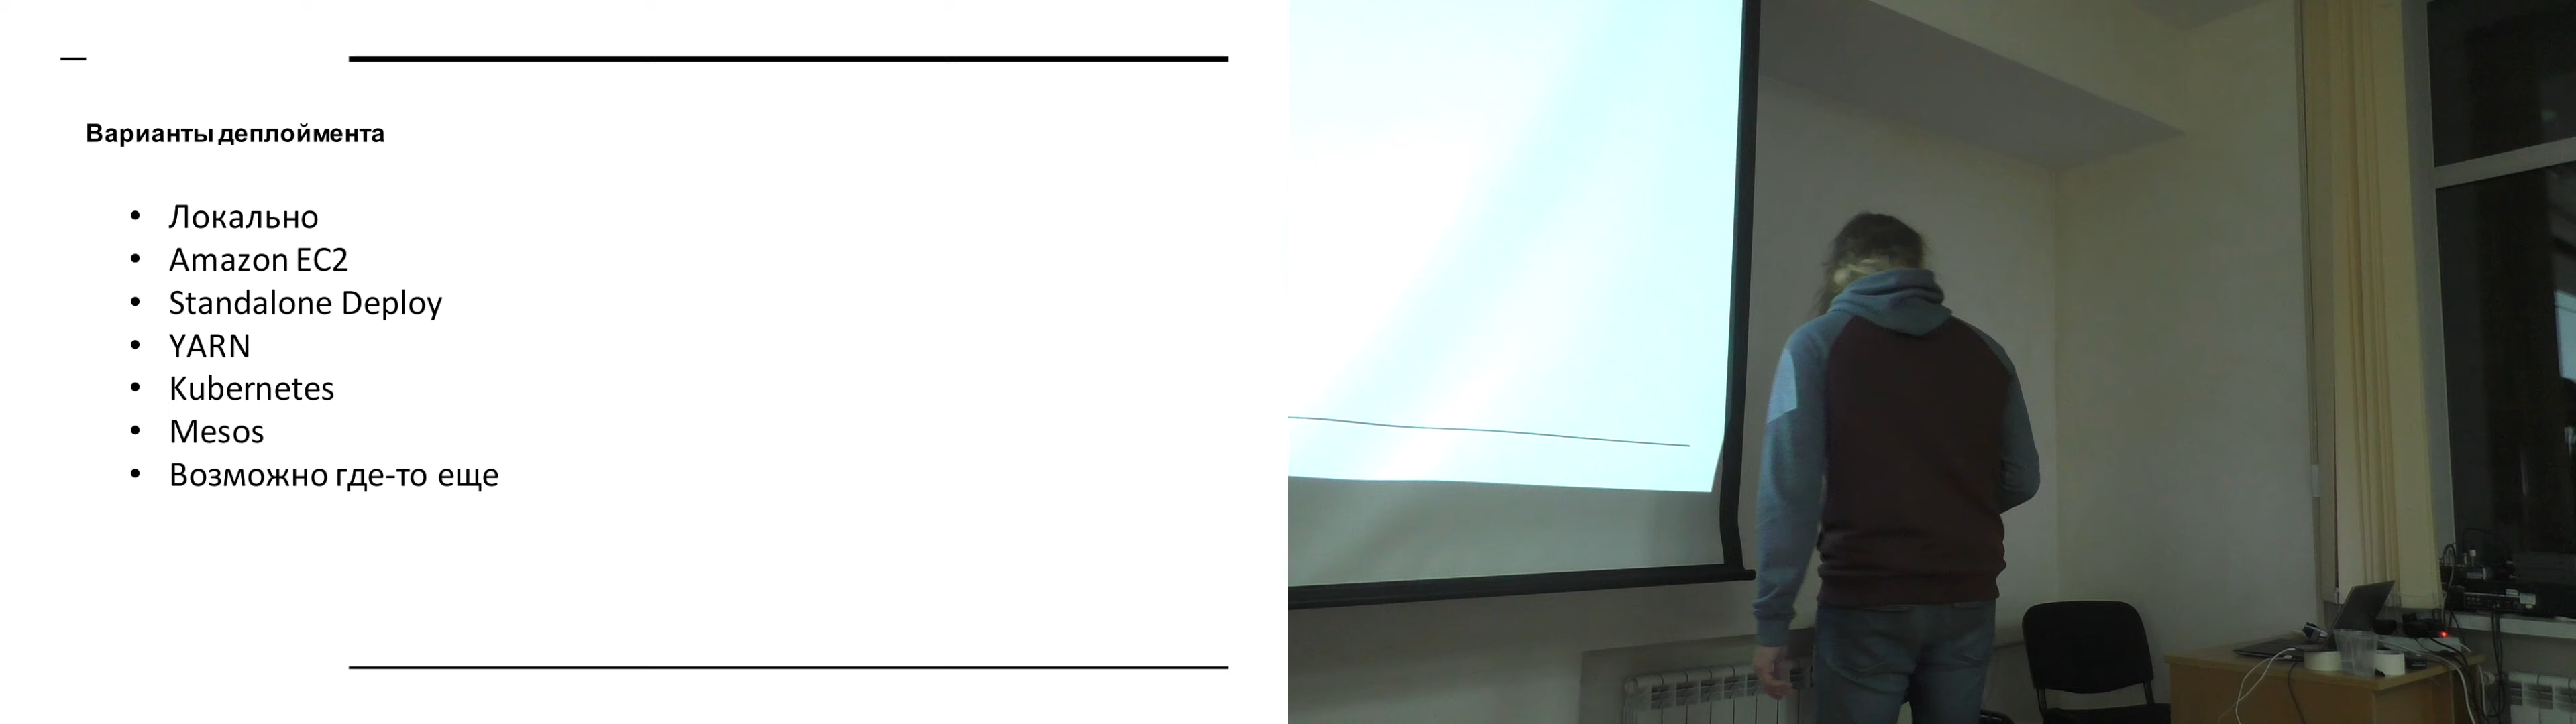 Варианты деплоймента
• Локально
• Amazon EC2
• Standalone Deploy
• YARN
• Kubernetes
• Mesos
• Возможно где-то еще